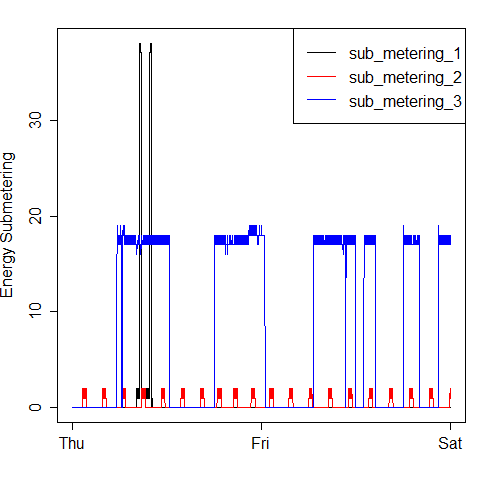 sub_metering_1
sub_metering_2
sub_metering_3
Energy Submetering
30
20
10
0
Thu Fri Sat